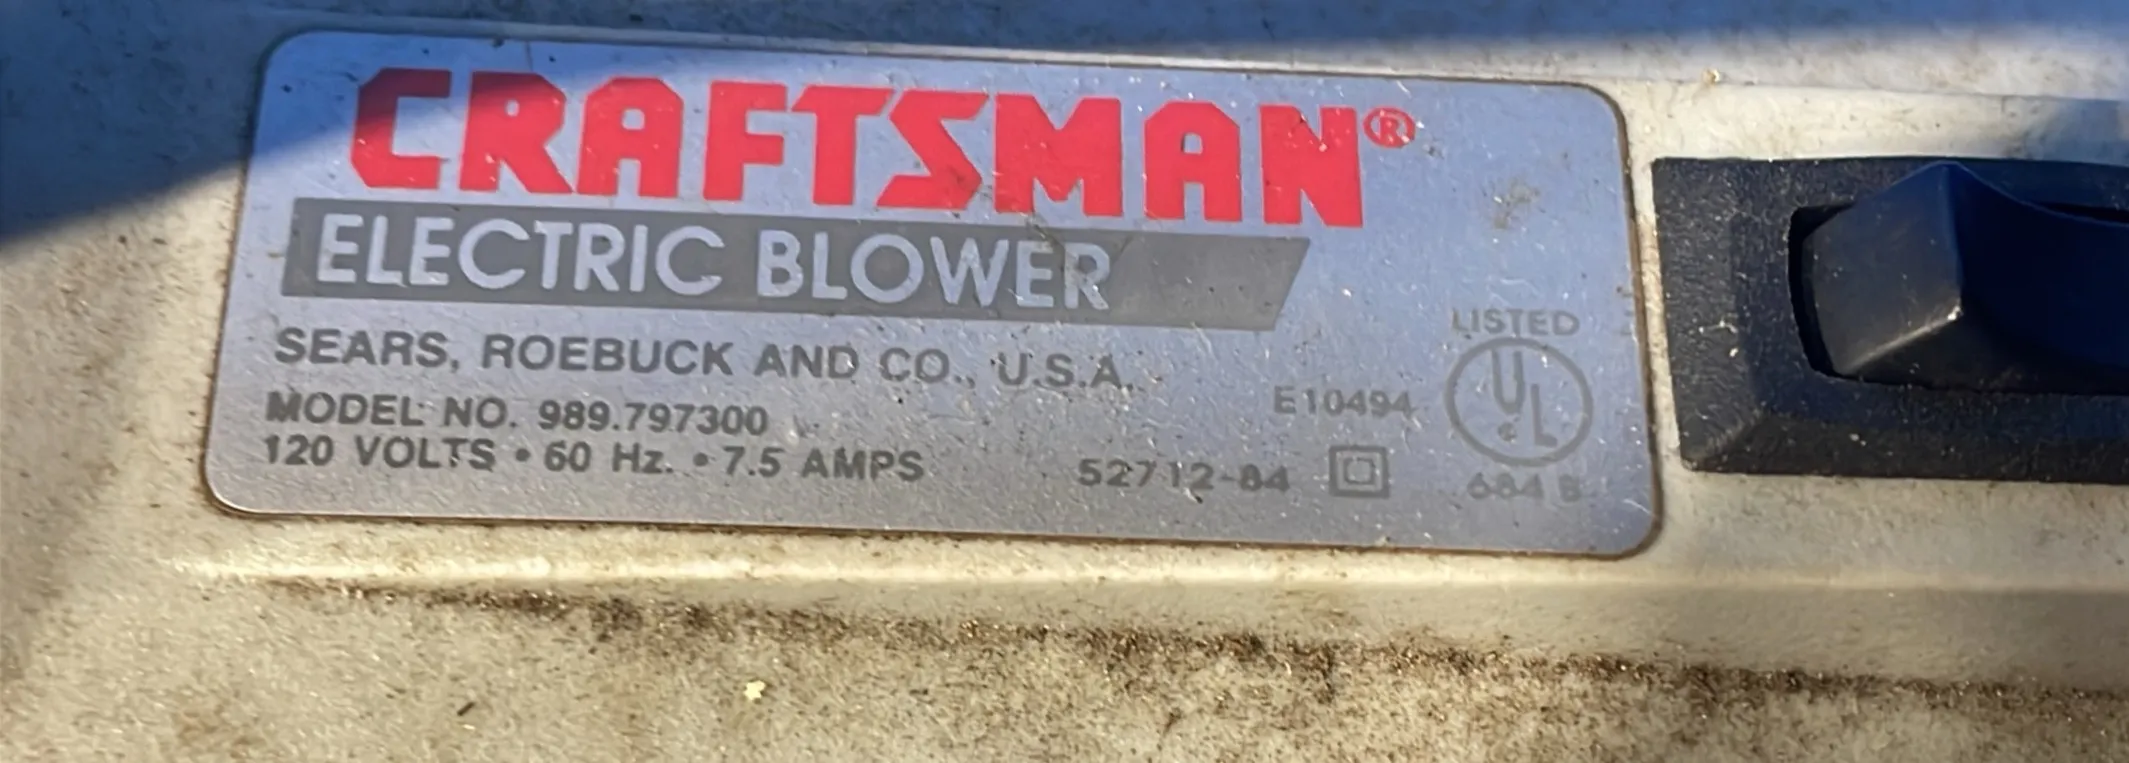 CRAFTSMAN®
ELECTRIC BLOWER
SEARS, ROEBUCK AND CO., U.S.A.
MODEL NO. 989.797300
120 VOLTS • 60 Hz. • 7.5 AMPS
52712-84
E10494
LISTED
UL
684 B